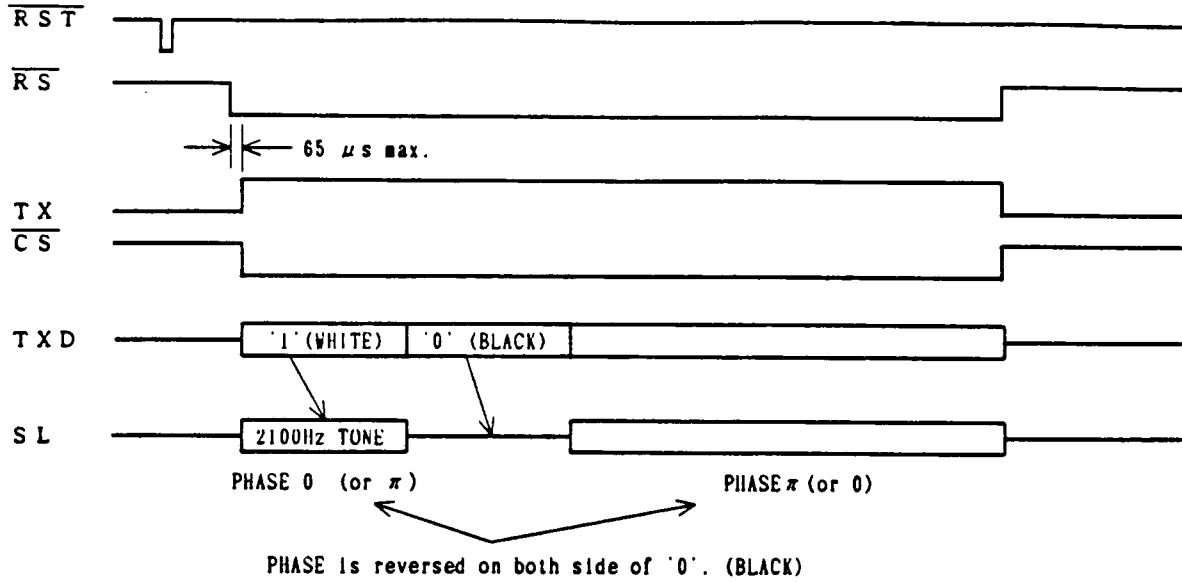 RST
RS
65 μs max.
TX
CS
TXD '1' (WHITE) '0' (BLACK)
SL 2100Hz TONE
PHASE 0 (or π) PHASE π (or 0)
PHASE is reversed on both side of '0'. (BLACK)